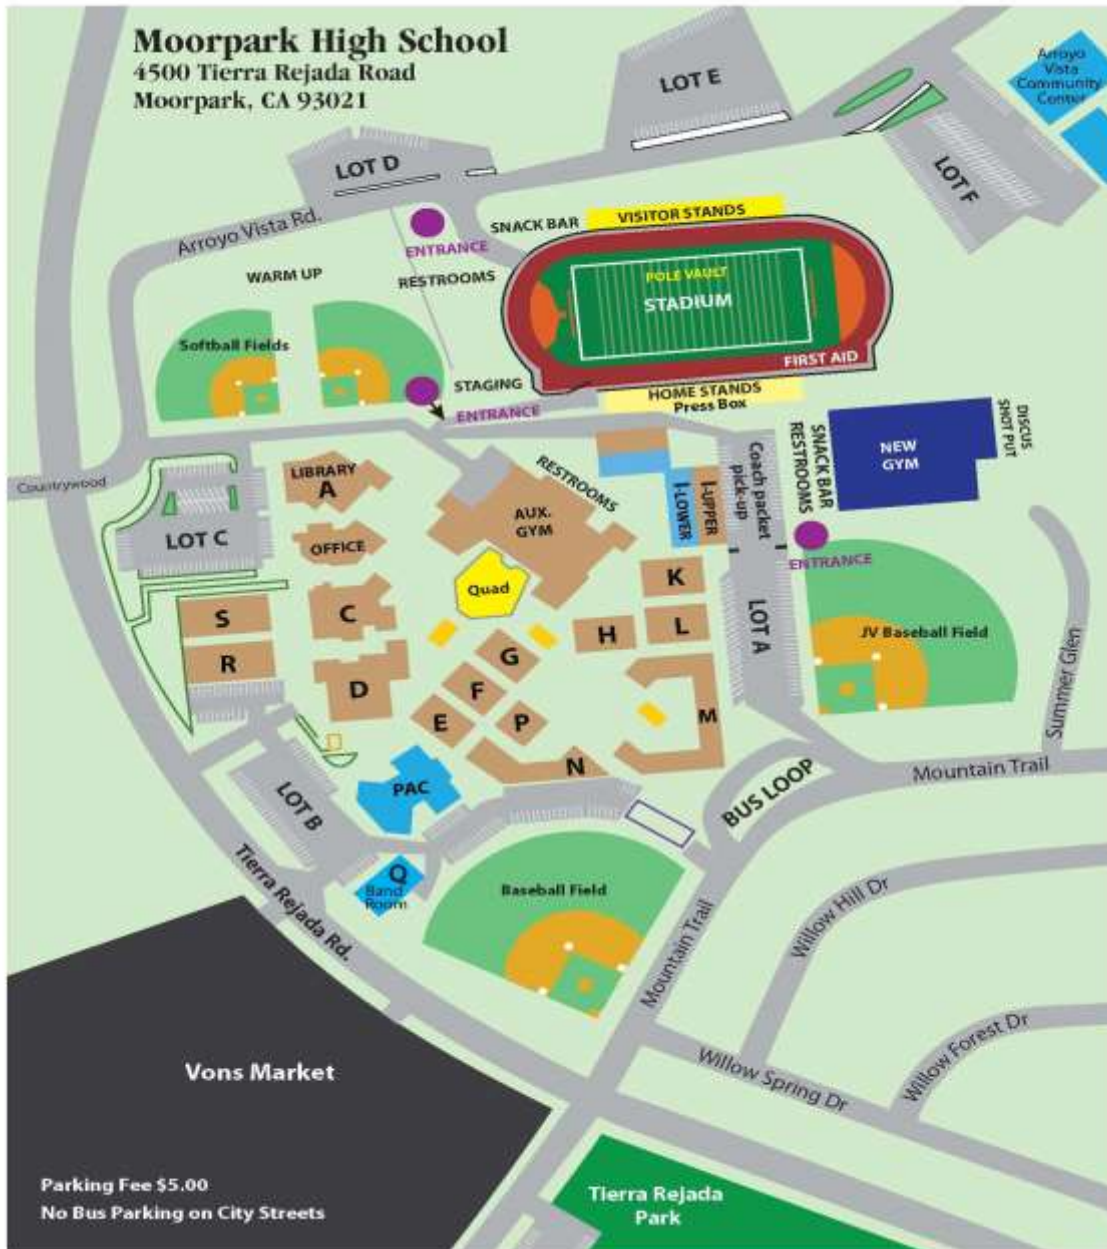 Moorpark High School
4500 Tierra Rejada Road
Moorpark, CA 93021
LOT E
Arroyo
Vista
Community
Center
LOT D
LOT F
Arroyo Vista Rd.
SNACK BAR
VISITOR STANDS
ENTRANCE
WARM UP
RESTROOMS
POLE VAULT
STADIUM
Softball Fields
FIRST AID
STAGING
HOME STANDS
Press Box
ENTRANCE
DISCUS
SHOT PUT
SNACK BAR
RESTROOMS
NEW
GYM
Coach packet
pick-up
Countrywood
LIBRARY
A
RESTROOMS
I-LOWER
I-UPPER
AUX.
GYM
LOT C
OFFICE
ENTRANCE
Quad
K
LOT A
S
C
H
L
JV Baseball Field
R
G
D
F
E
P
M
Summer Glen
N
PAC
BUS LOOP
Mountain Trail
LOT B
Q
Band
Room
Baseball Field
Tierra Rejada Rd.
Willow Hill Dr
Mountain Trail
Willow Forest Dr
Willow Spring Dr
Vons Market
Parking Fee $5.00
No Bus Parking on City Streets
Tierra Rejada
Park